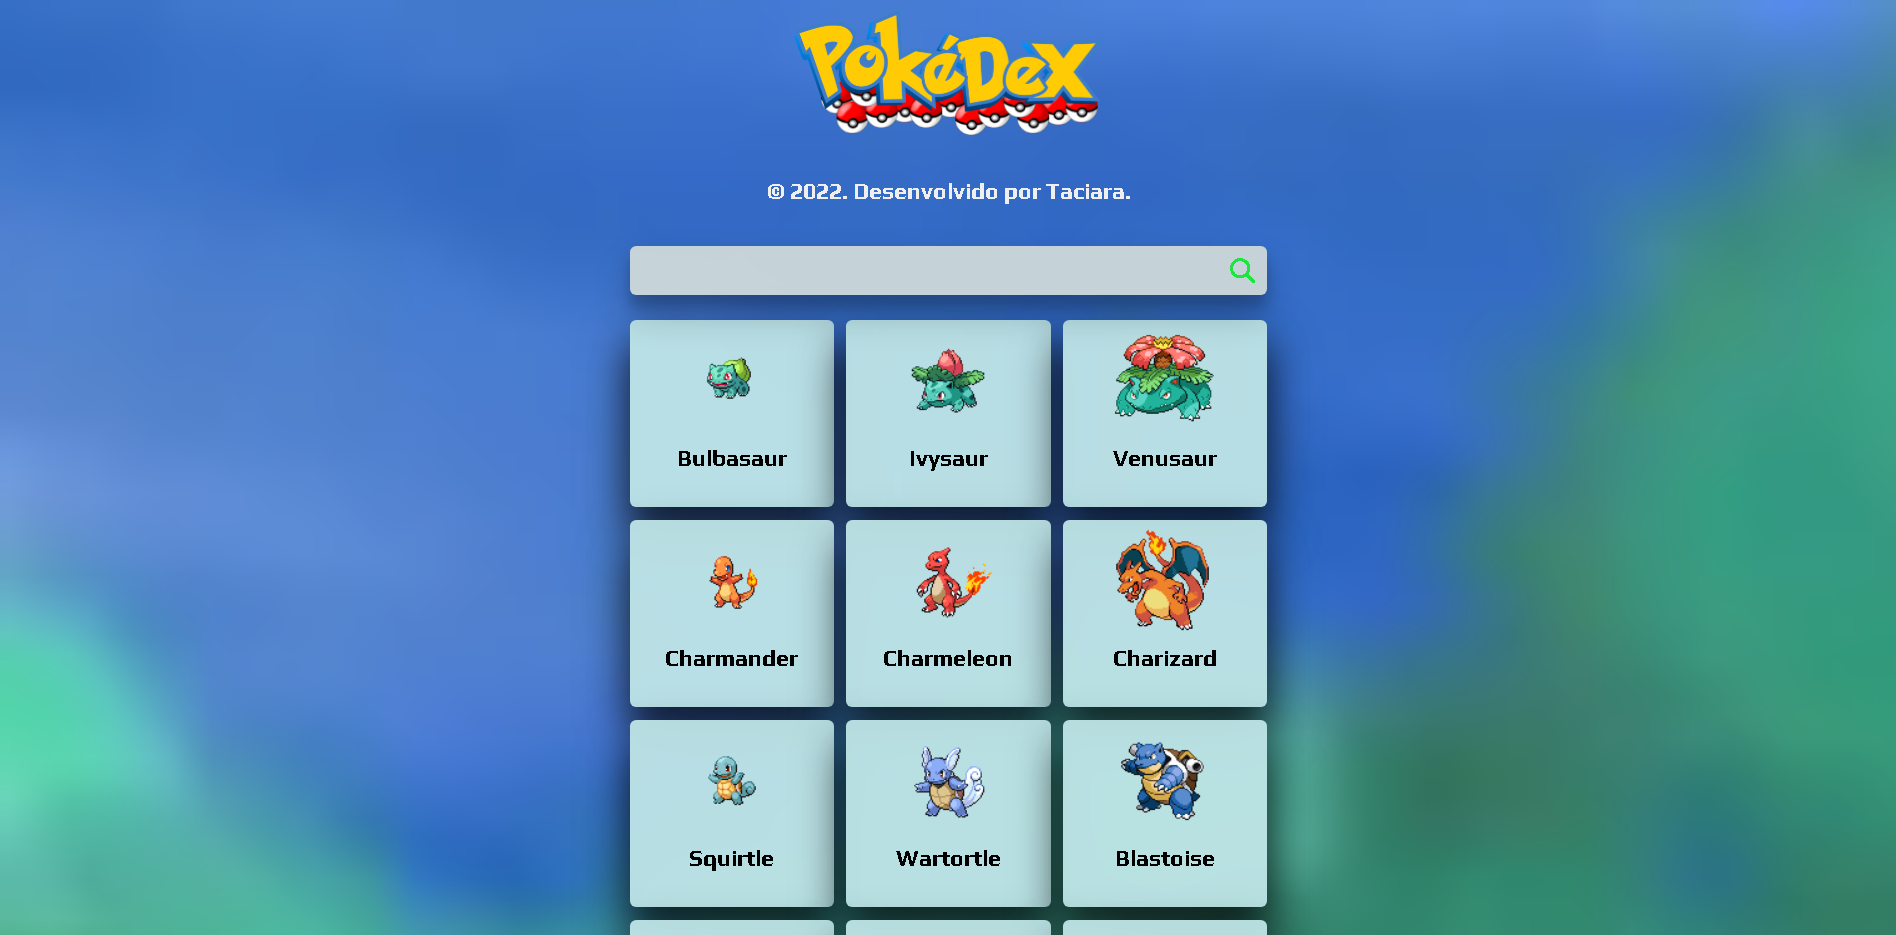 PokéDex
© 2022. Desenvolvido por Taciara.
Bulbasaur
Ivysaur
Venusaur
Charmander
Charmeleon
Charizard
Squirtle
Wartortle
Blastoise